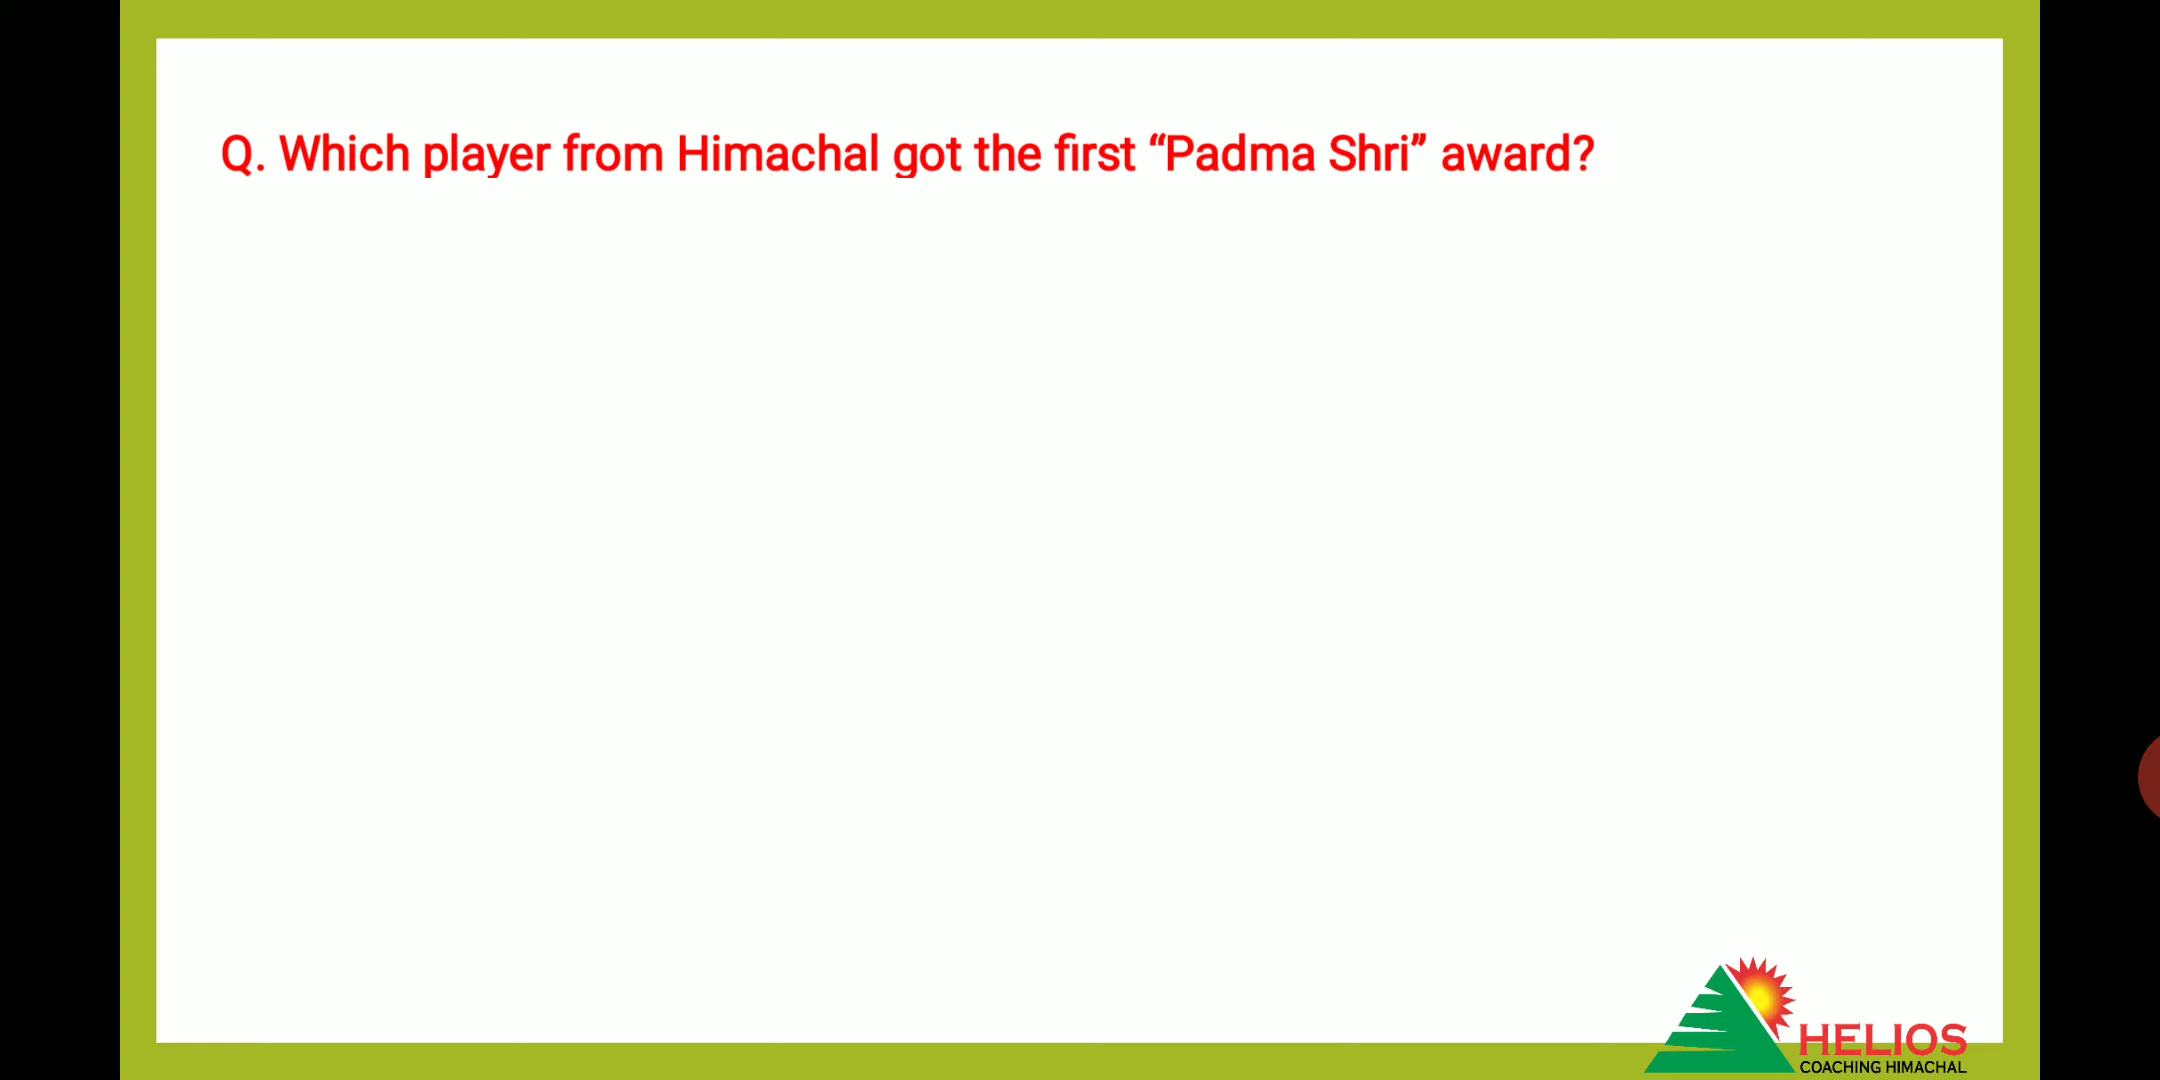 Q. Which player from Himachal got the first “Padma Shri” award?
HELIOS
COACHING HIMACHAL